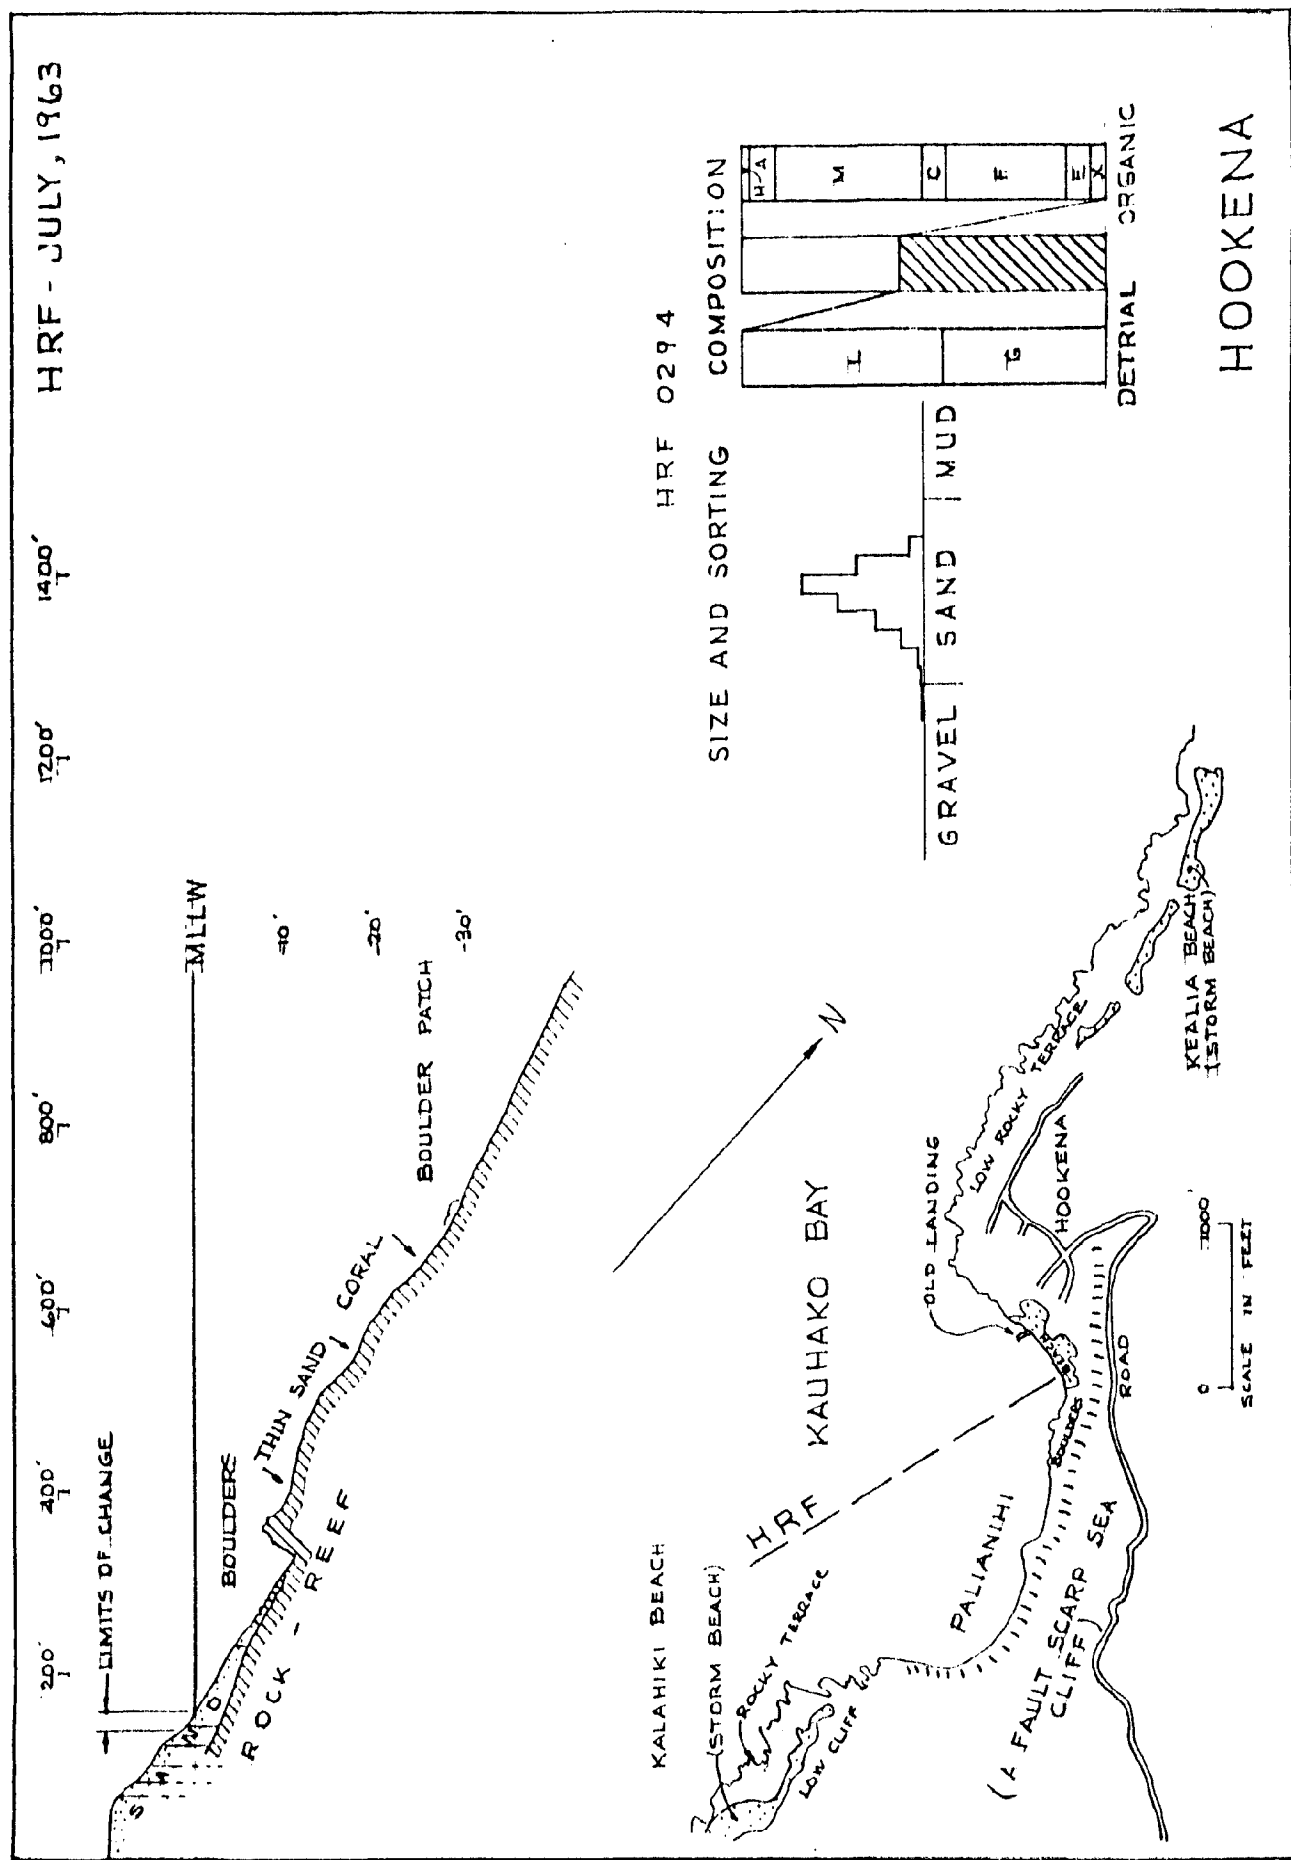 HRF - JULY, 1963
200' 400' 600' 800' 1000' 1200' 1400'
LIMITS OF CHANGE
MLLW
-10'
-20'
-30'
BOULDERS
THIN SAND
CORAL
BOULDER PATCH
S H W O
ROCK - REEF
HRF 0294
SIZE AND SORTING
COMPOSITION
GRAVEL SAND MUD
L
G
H-A
M
C
F
E
X
DETRIAL ORGANIC
N
KAUHAKO BAY
HRF
KALAHIKI BEACH
(STORM BEACH)
ROCKY TERRACE
LOW CLIFF
PALIANIHI
(A FAULT SCARP SEA
CLIFF)
BOULDERS
BEACH
OLD LANDING
LOW ROCKY TERRACE
HOOKENA
ROAD
KEALIA BEACH
(STORM BEACH)
0 1000'
SCALE IN FEET
HOOKENA